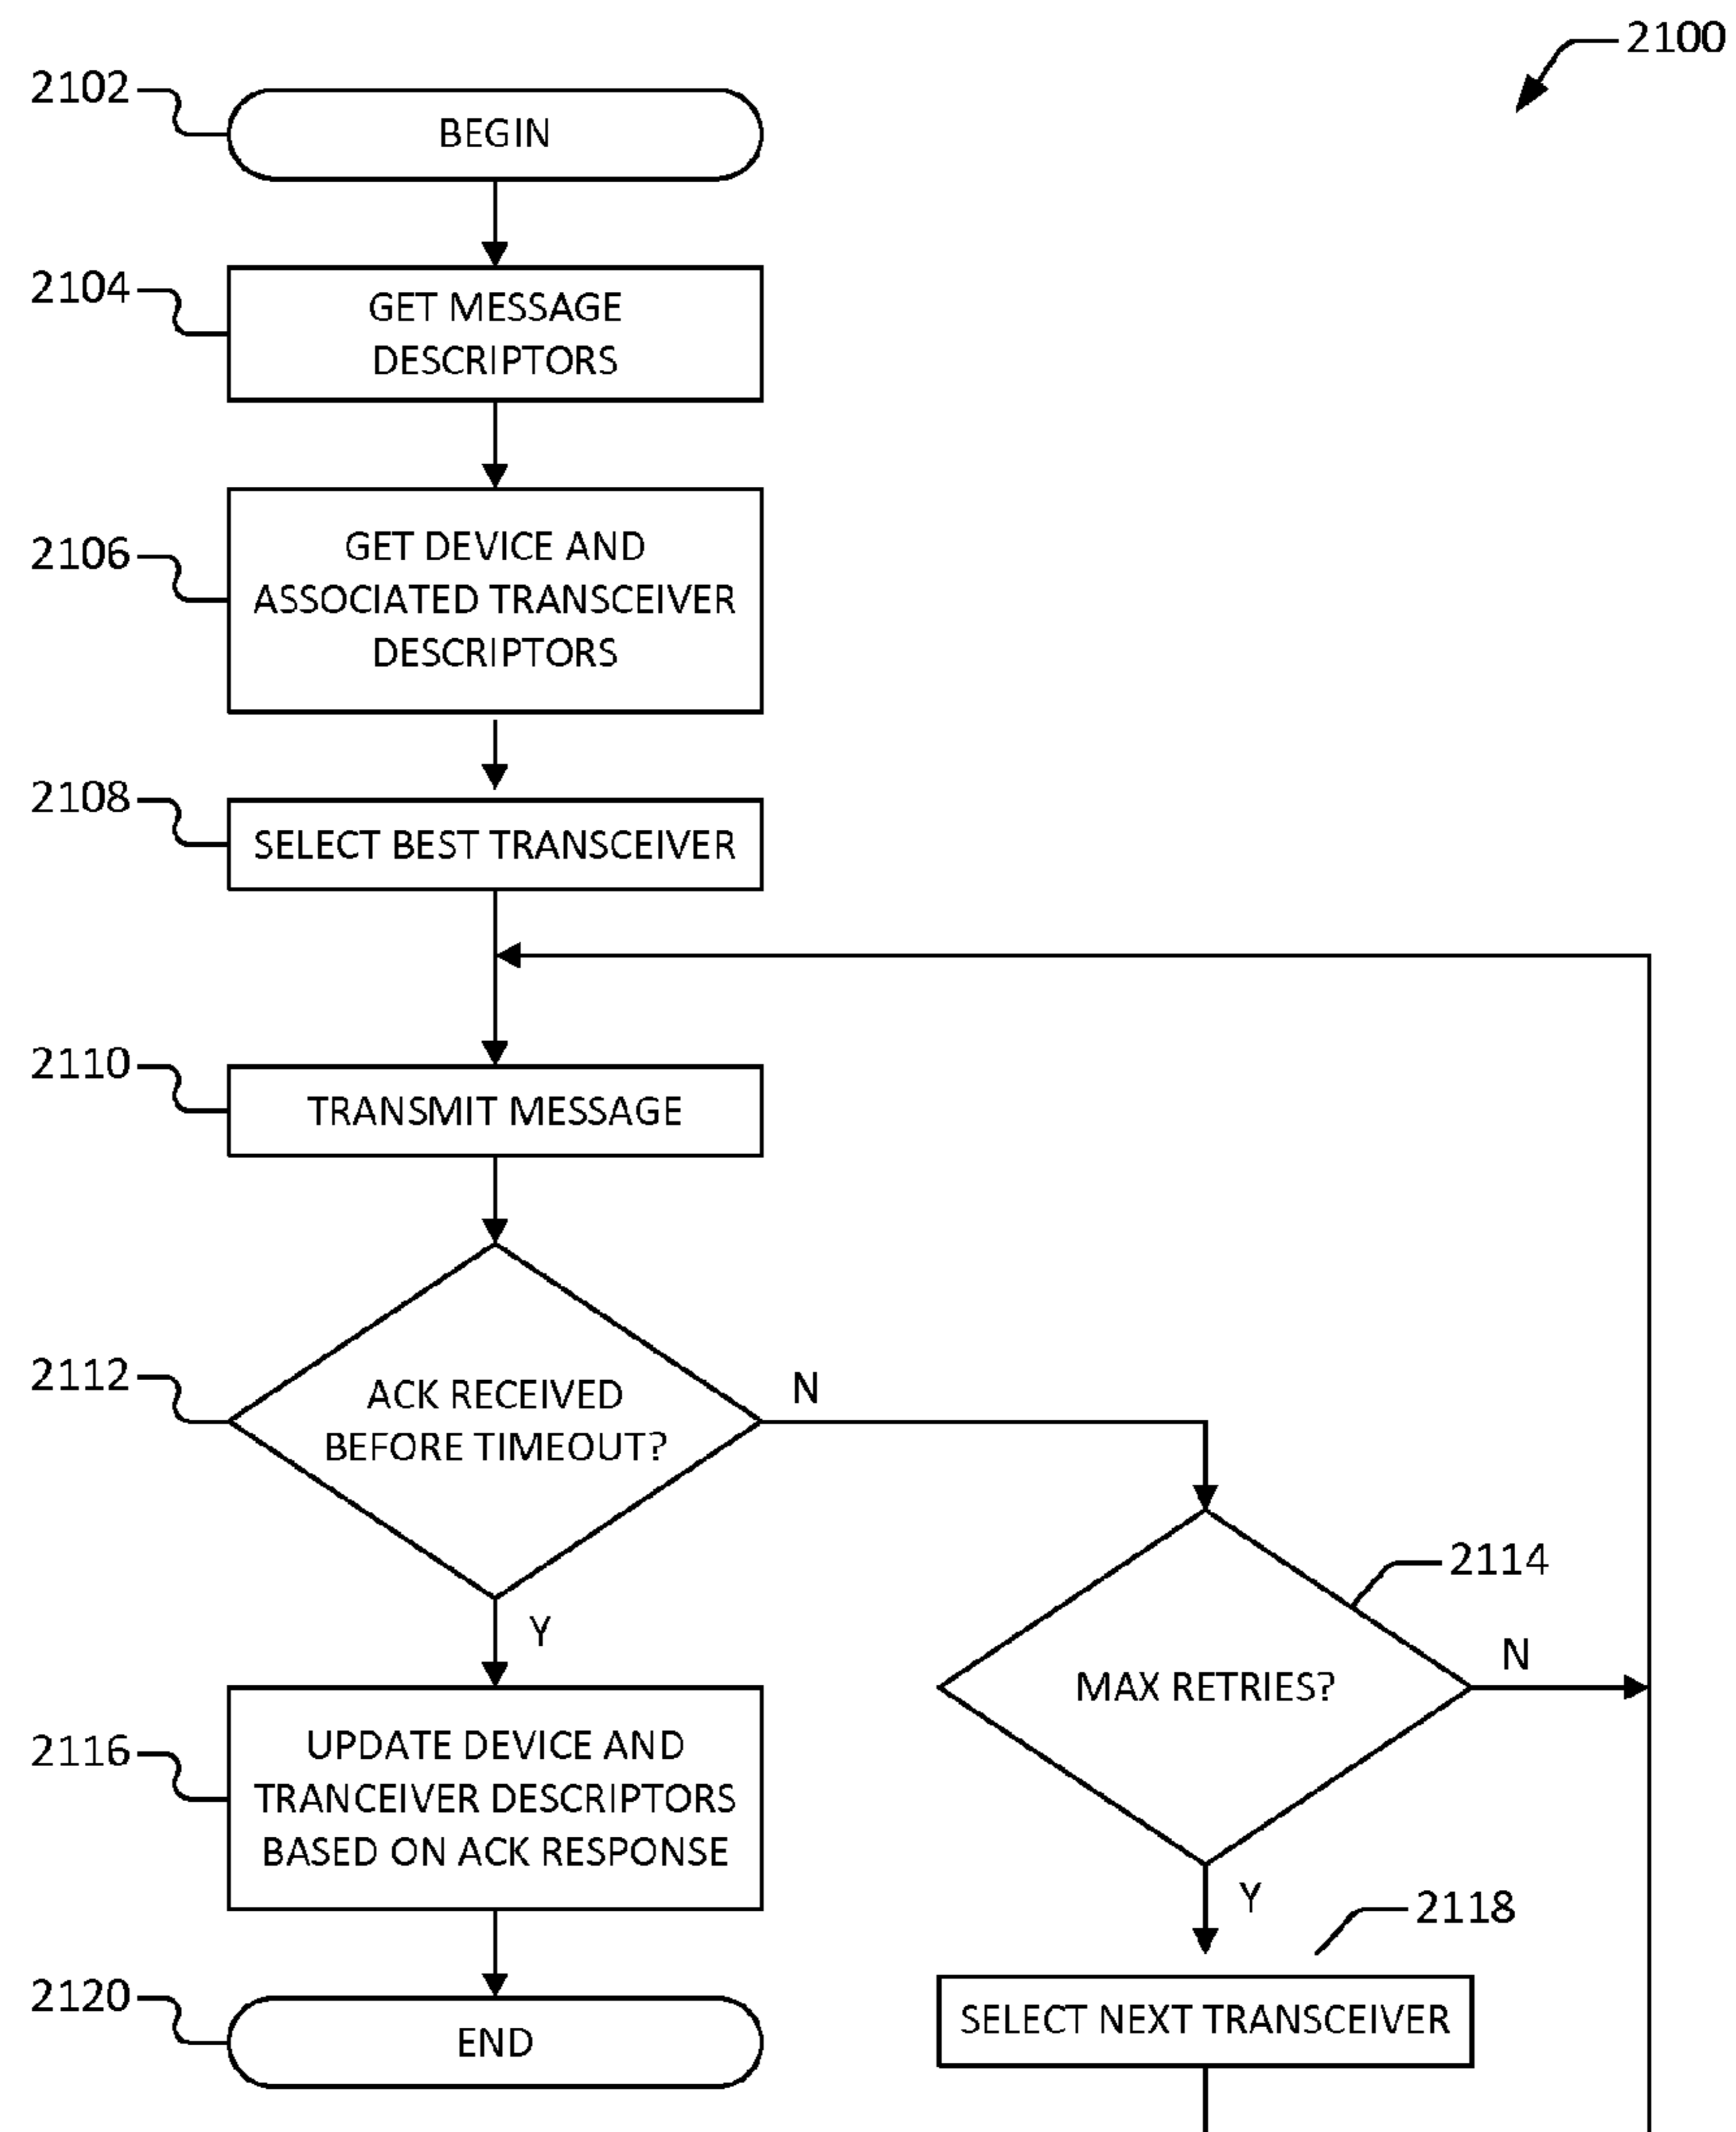 2100
2102
BEGIN
2104
GET MESSAGE
DESCRIPTORS
2106
GET DEVICE AND
ASSOCIATED TRANSCEIVER
DESCRIPTORS
2108
SELECT BEST TRANSCEIVER
2110
TRANSMIT MESSAGE
2112
ACK RECEIVED
BEFORE TIMEOUT?
N
Y
2114
MAX RETRIES?
N
Y
2116
UPDATE DEVICE AND
TRANCEIVER DESCRIPTORS
BASED ON ACK RESPONSE
2118
SELECT NEXT TRANSCEIVER
2120
END